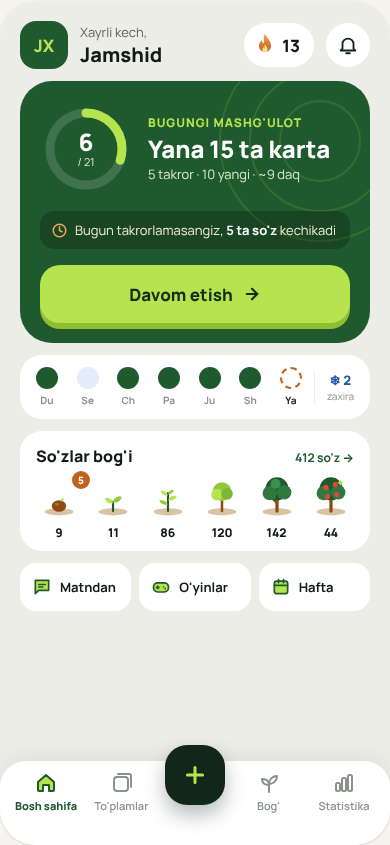 JX
Xayrli kech,
Jamshid
13
6
/ 21
BUGUNGI MASHG'ULOT
Yana 15 ta karta
5 takror · 10 yangi · ~9 daq
Bugun takrorlamasangiz, 5 ta so'z kechikadi
Davom etish →
Du Se Ch Pa Ju Sh Ya
❄ 2
zaxira
So'zlar bog'i
412 so'z →
5
9 11 86 120 142 44
Matndan
O'yinlar
Hafta
+
Bosh sahifa To'plamlar Bog' Statistika